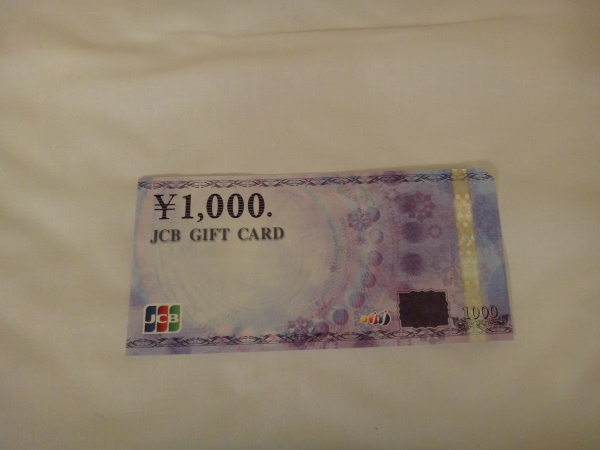 ¥1,000.
JCB GIFT CARD
JCB
1000